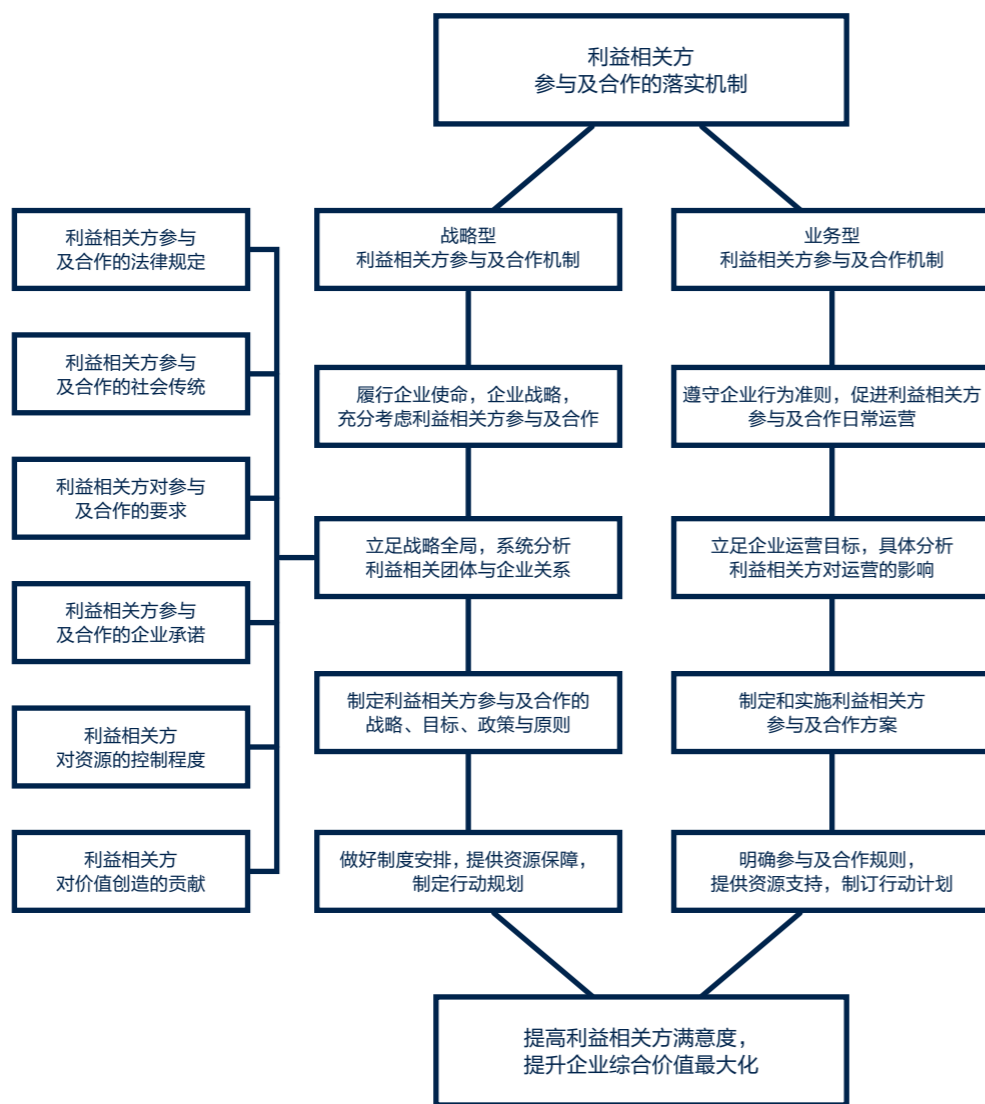 利益相关方
参与及合作的落实机制
利益相关方参与
及合作的法律规定
利益相关方参与
及合作的社会传统
利益相关方对参与
及合作的要求
利益相关方参与
及合作的企业承诺
利益相关方
对资源的控制程度
利益相关方
对价值创造的贡献
战略型
利益相关方参与及合作机制
履行企业使命，企业战略，
充分考虑利益相关方参与及合作
立足战略全局，系统分析
利益相关团体与企业关系
制定利益相关方参与及合作的
战略、目标、政策与原则
做好制度安排，提供资源保障，
制定行动规划
业务型
利益相关方参与及合作机制
遵守企业行为准则，促进利益相关方
参与及合作日常运营
立足企业运营目标，具体分析
利益相关方对运营的影响
制定和实施利益相关方
参与及合作方案
明确参与及合作规则，
提供资源支持，制订行动计划
提高利益相关方满意度，
提升企业综合价值最大化